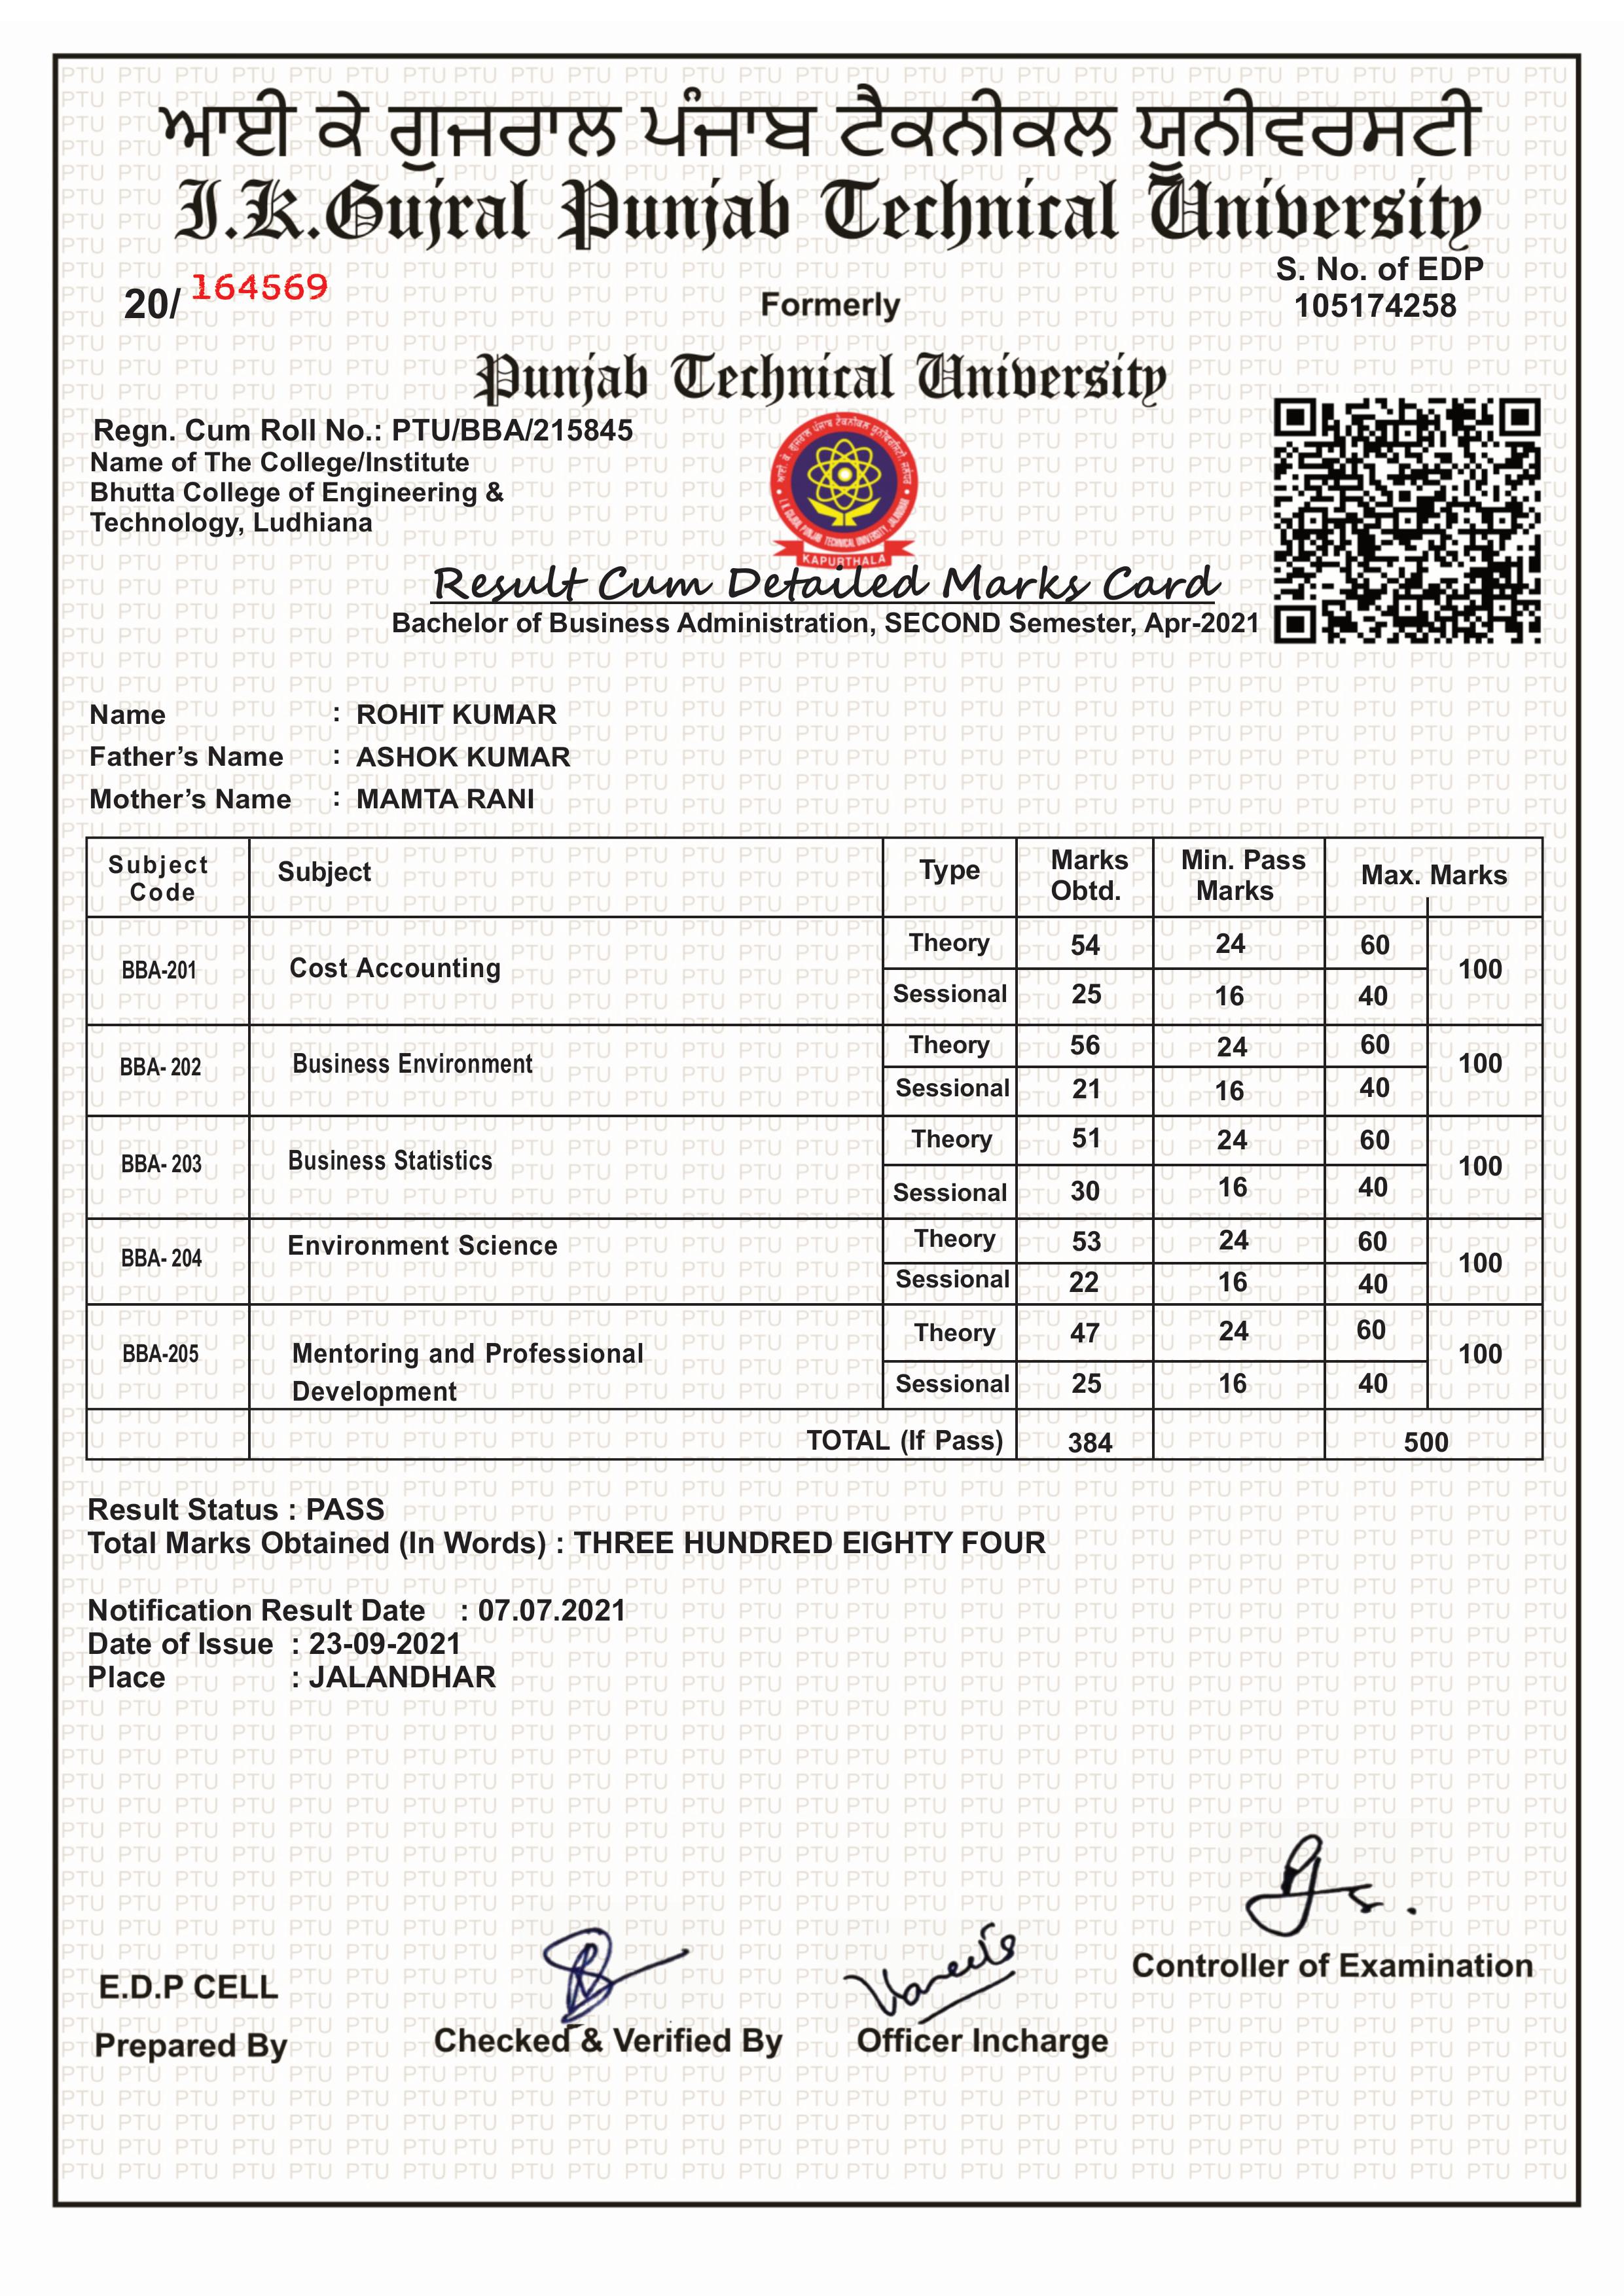 ਆਈ ਕੇ ਗੁਜਰਾਲ ਪੰਜਾਬ ਟੈਕਨੀਕਲ ਯੂਨੀਵਰਸਟੀ
I.K.Gujral Punjab Technical University
20/ 164569
S. No. of EDP
105174258
Formerly
Punjab Technical University
Regn. Cum Roll No.: PTU/BBA/215845
Name of The College/Institute
Bhutta College of Engineering &
Technology, Ludhiana
KAPURTHALA
Result Cum Detailed Marks Card
Bachelor of Business Administration, SECOND Semester, Apr-2021
Name : ROHIT KUMAR
Father’s Name : ASHOK KUMAR
Mother’s Name : MAMTA RANI
Subject Code Subject Type Marks Obtd. Min. Pass Marks Max. Marks
BBA-201 Cost Accounting Theory 54 24 60 100
Sessional 25 16 40
BBA- 202 Business Environment Theory 56 24 60 100
Sessional 21 16 40
BBA- 203 Business Statistics Theory 51 24 60 100
Sessional 30 16 40
BBA- 204 Environment Science Theory 53 24 60 100
Sessional 22 16 40
BBA-205 Mentoring and Professional Development Theory 47 24 60 100
Sessional 25 16 40
TOTAL (If Pass) 384 500
Result Status : PASS
Total Marks Obtained (In Words) : THREE HUNDRED EIGHTY FOUR
Notification Result Date : 07.07.2021
Date of Issue : 23-09-2021
Place : JALANDHAR
E.D.P CELL
Prepared By
Checked & Verified By
Officer Incharge
Controller of Examination